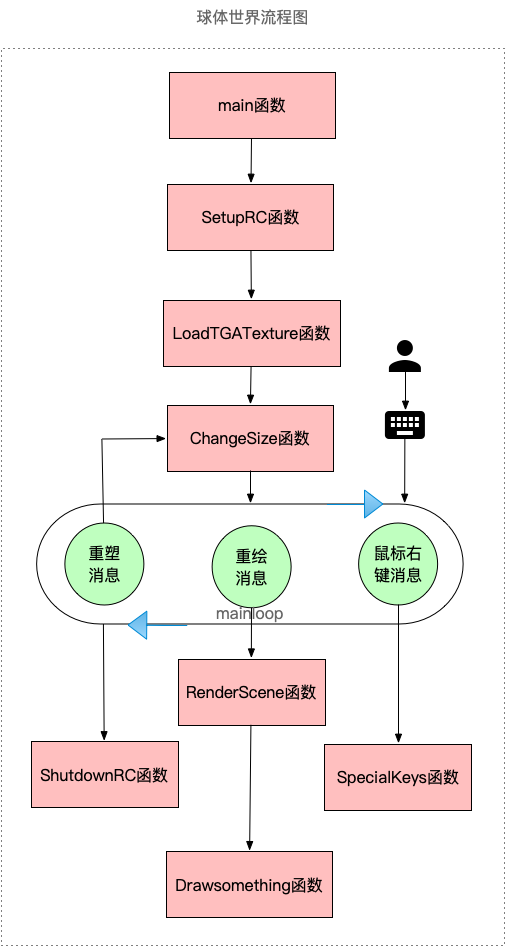 球体世界流程图
main函数
SetupRC函数
LoadTGATexture函数
ChangeSize函数
重塑
消息
重绘
消息
鼠标右
键消息
mainloop
RenderScene函数
ShutdownRC函数
SpecialKeys函数
Drawsomething函数